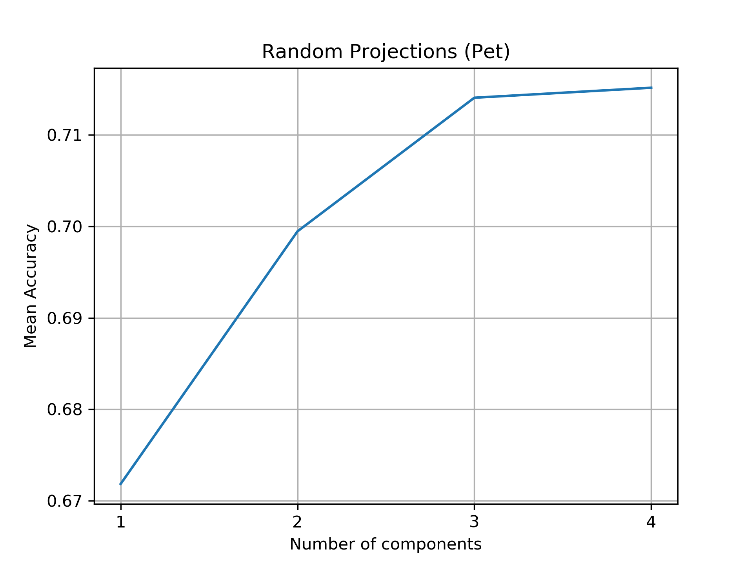 Random Projections (Pet)
Mean Accuracy
0.71
0.70
0.69
0.68
0.67
1 2 3 4
Number of components